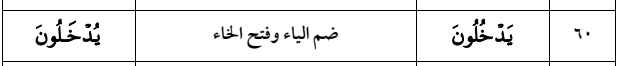 ٦٠ يَدْخُلُونَ ضم الياء وفتح الخاء يُدْخَلُونَ